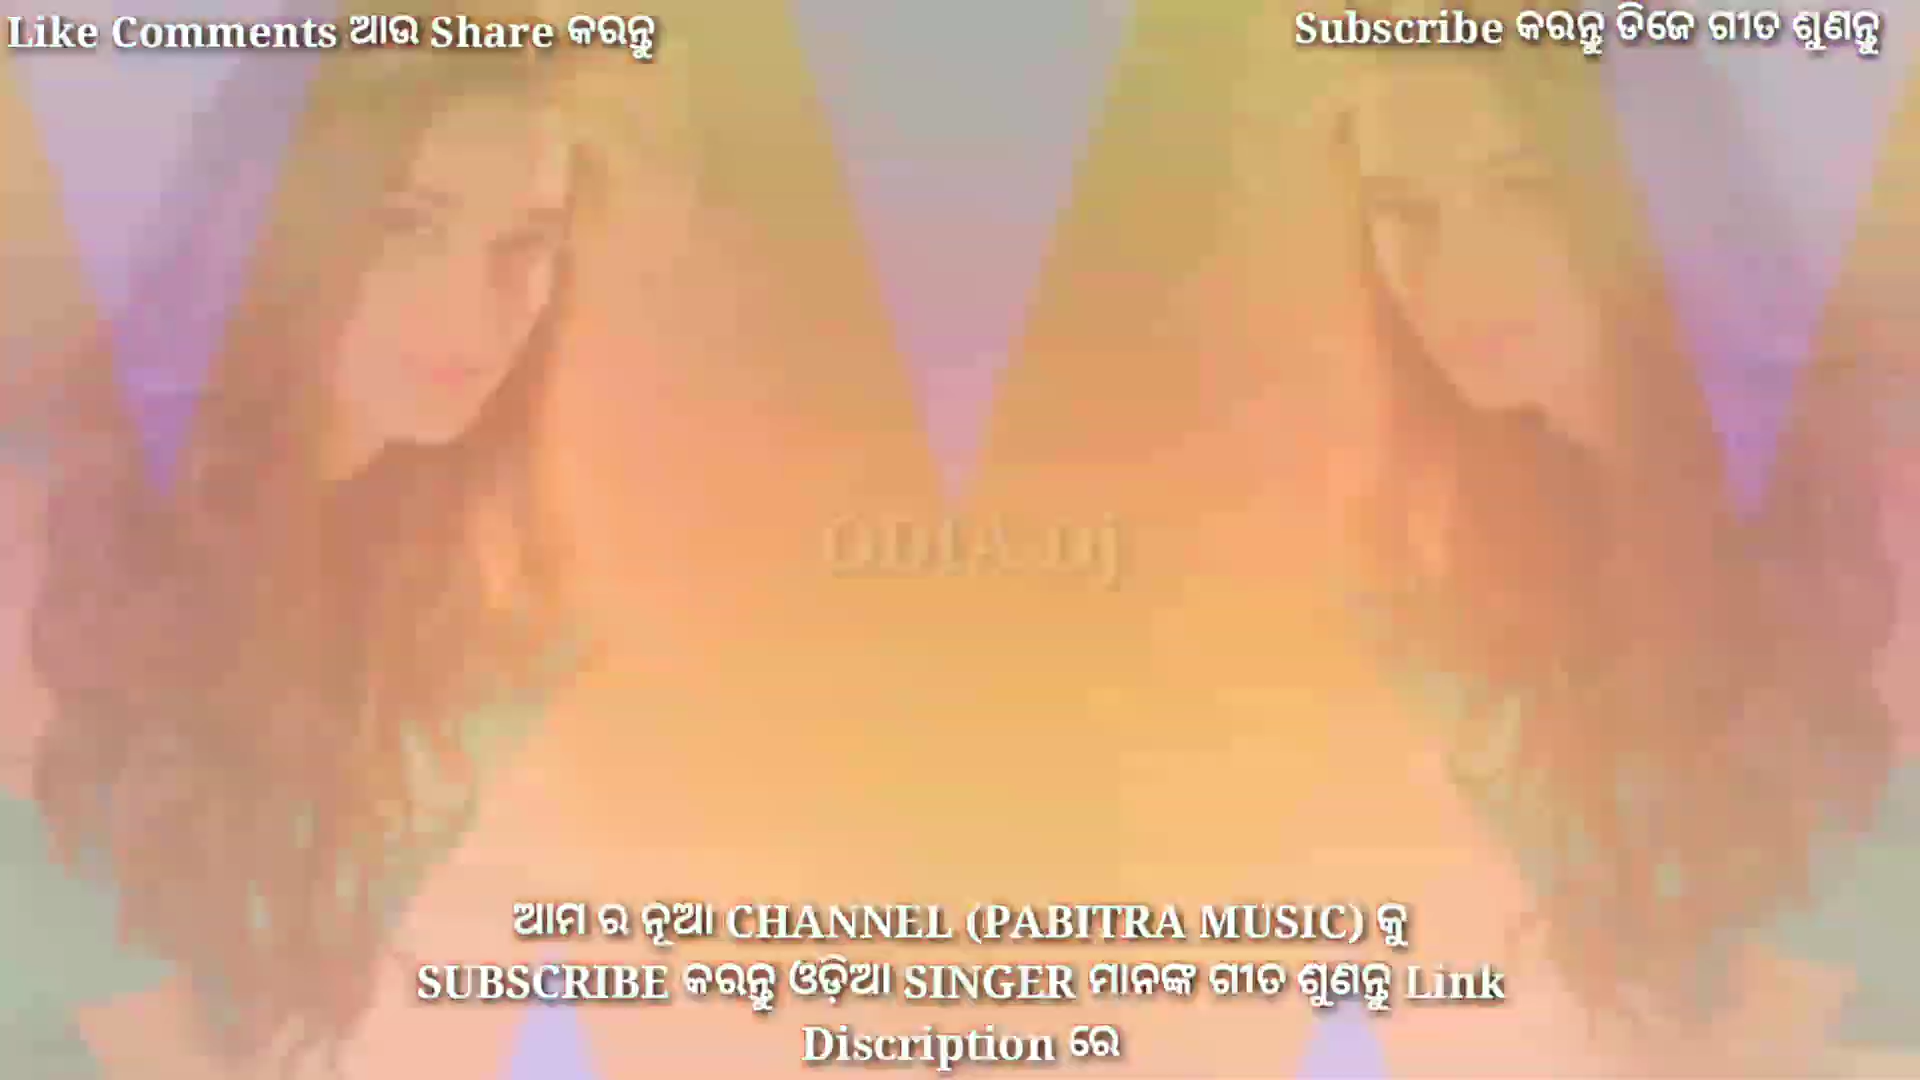 Like Comments ଆଉ Share କରନ୍ତୁ
Subscribe କରନ୍ତୁ ଡିଜେ ଗୀତ ଶୁଣନ୍ତୁ
ODIA Dj
ଆମ ର ନୂଆ CHANNEL (PABITRA MUSIC) କୁ
SUBSCRIBE କରନ୍ତୁ ଓଡ଼ିଆ SINGER ମାନଙ୍କ ଗୀତ ଶୁଣନ୍ତୁ Link
Discription ରେ